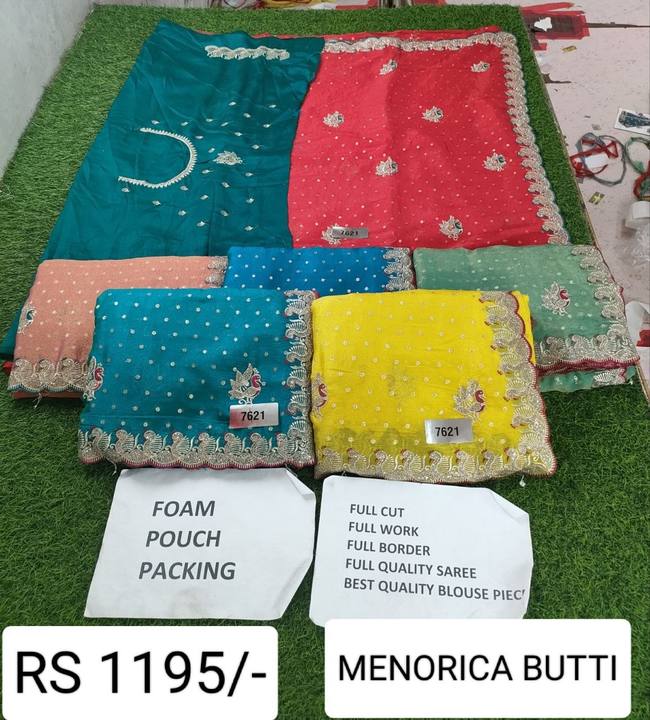 7621
7621
7621
FOAM
POUCH
PACKING
FULL CUT
FULL WORK
FULL BORDER
FULL QUALITY SAREE
BEST QUALITY BLOUSE PIEC
RS 1195/-
MENORICA BUTTI